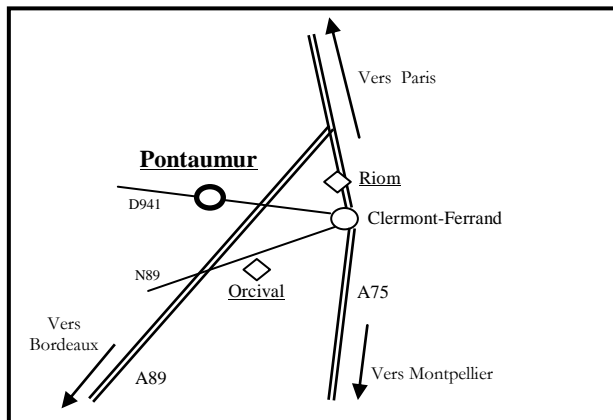 Vers Paris
Pontaumur
Riom
D941
Clermont-Ferrand
N89
Orcival
A75
Vers
Bordeaux
A89
Vers Montpellier